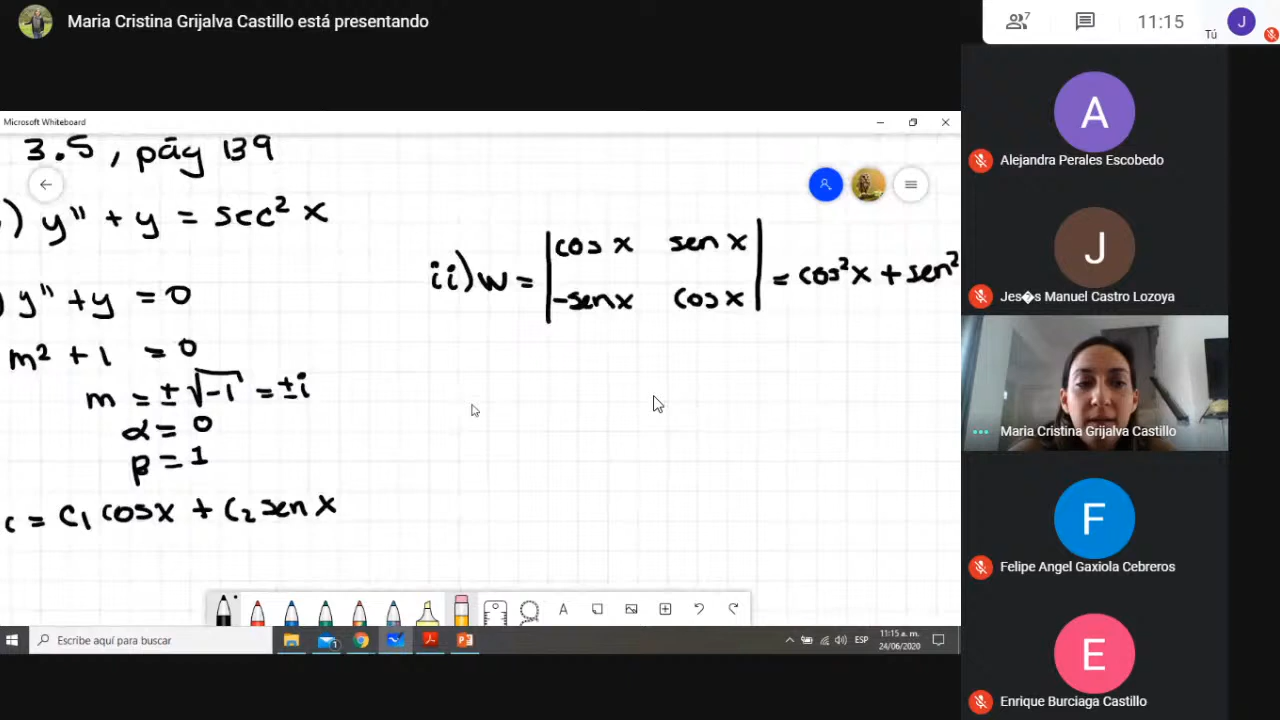 Maria Cristina Grijalva Castillo está presentando
7
11:15
J
Tú
Microsoft Whiteboard
3.5, pág 139
) y'' + y = sec² x
) y'' + y = 0
m² + 1 = 0
m = ± √-1 = ± i
α = 0
β = 1
c = C₁ cos x + C₂ sen x
ii) W = | cos x sen x |
| -sen x cos x | = cos² x + sen²
A
Alejandra Perales Escobedo
J
Jes�s Manuel Castro Lozoya
Maria Cristina Grijalva Castillo
F
Felipe Angel Gaxiola Cebreros
E
Enrique Burciaga Castillo
A
Escribe aquí para buscar
1
ESP
11:15 a. m.
24/06/2020